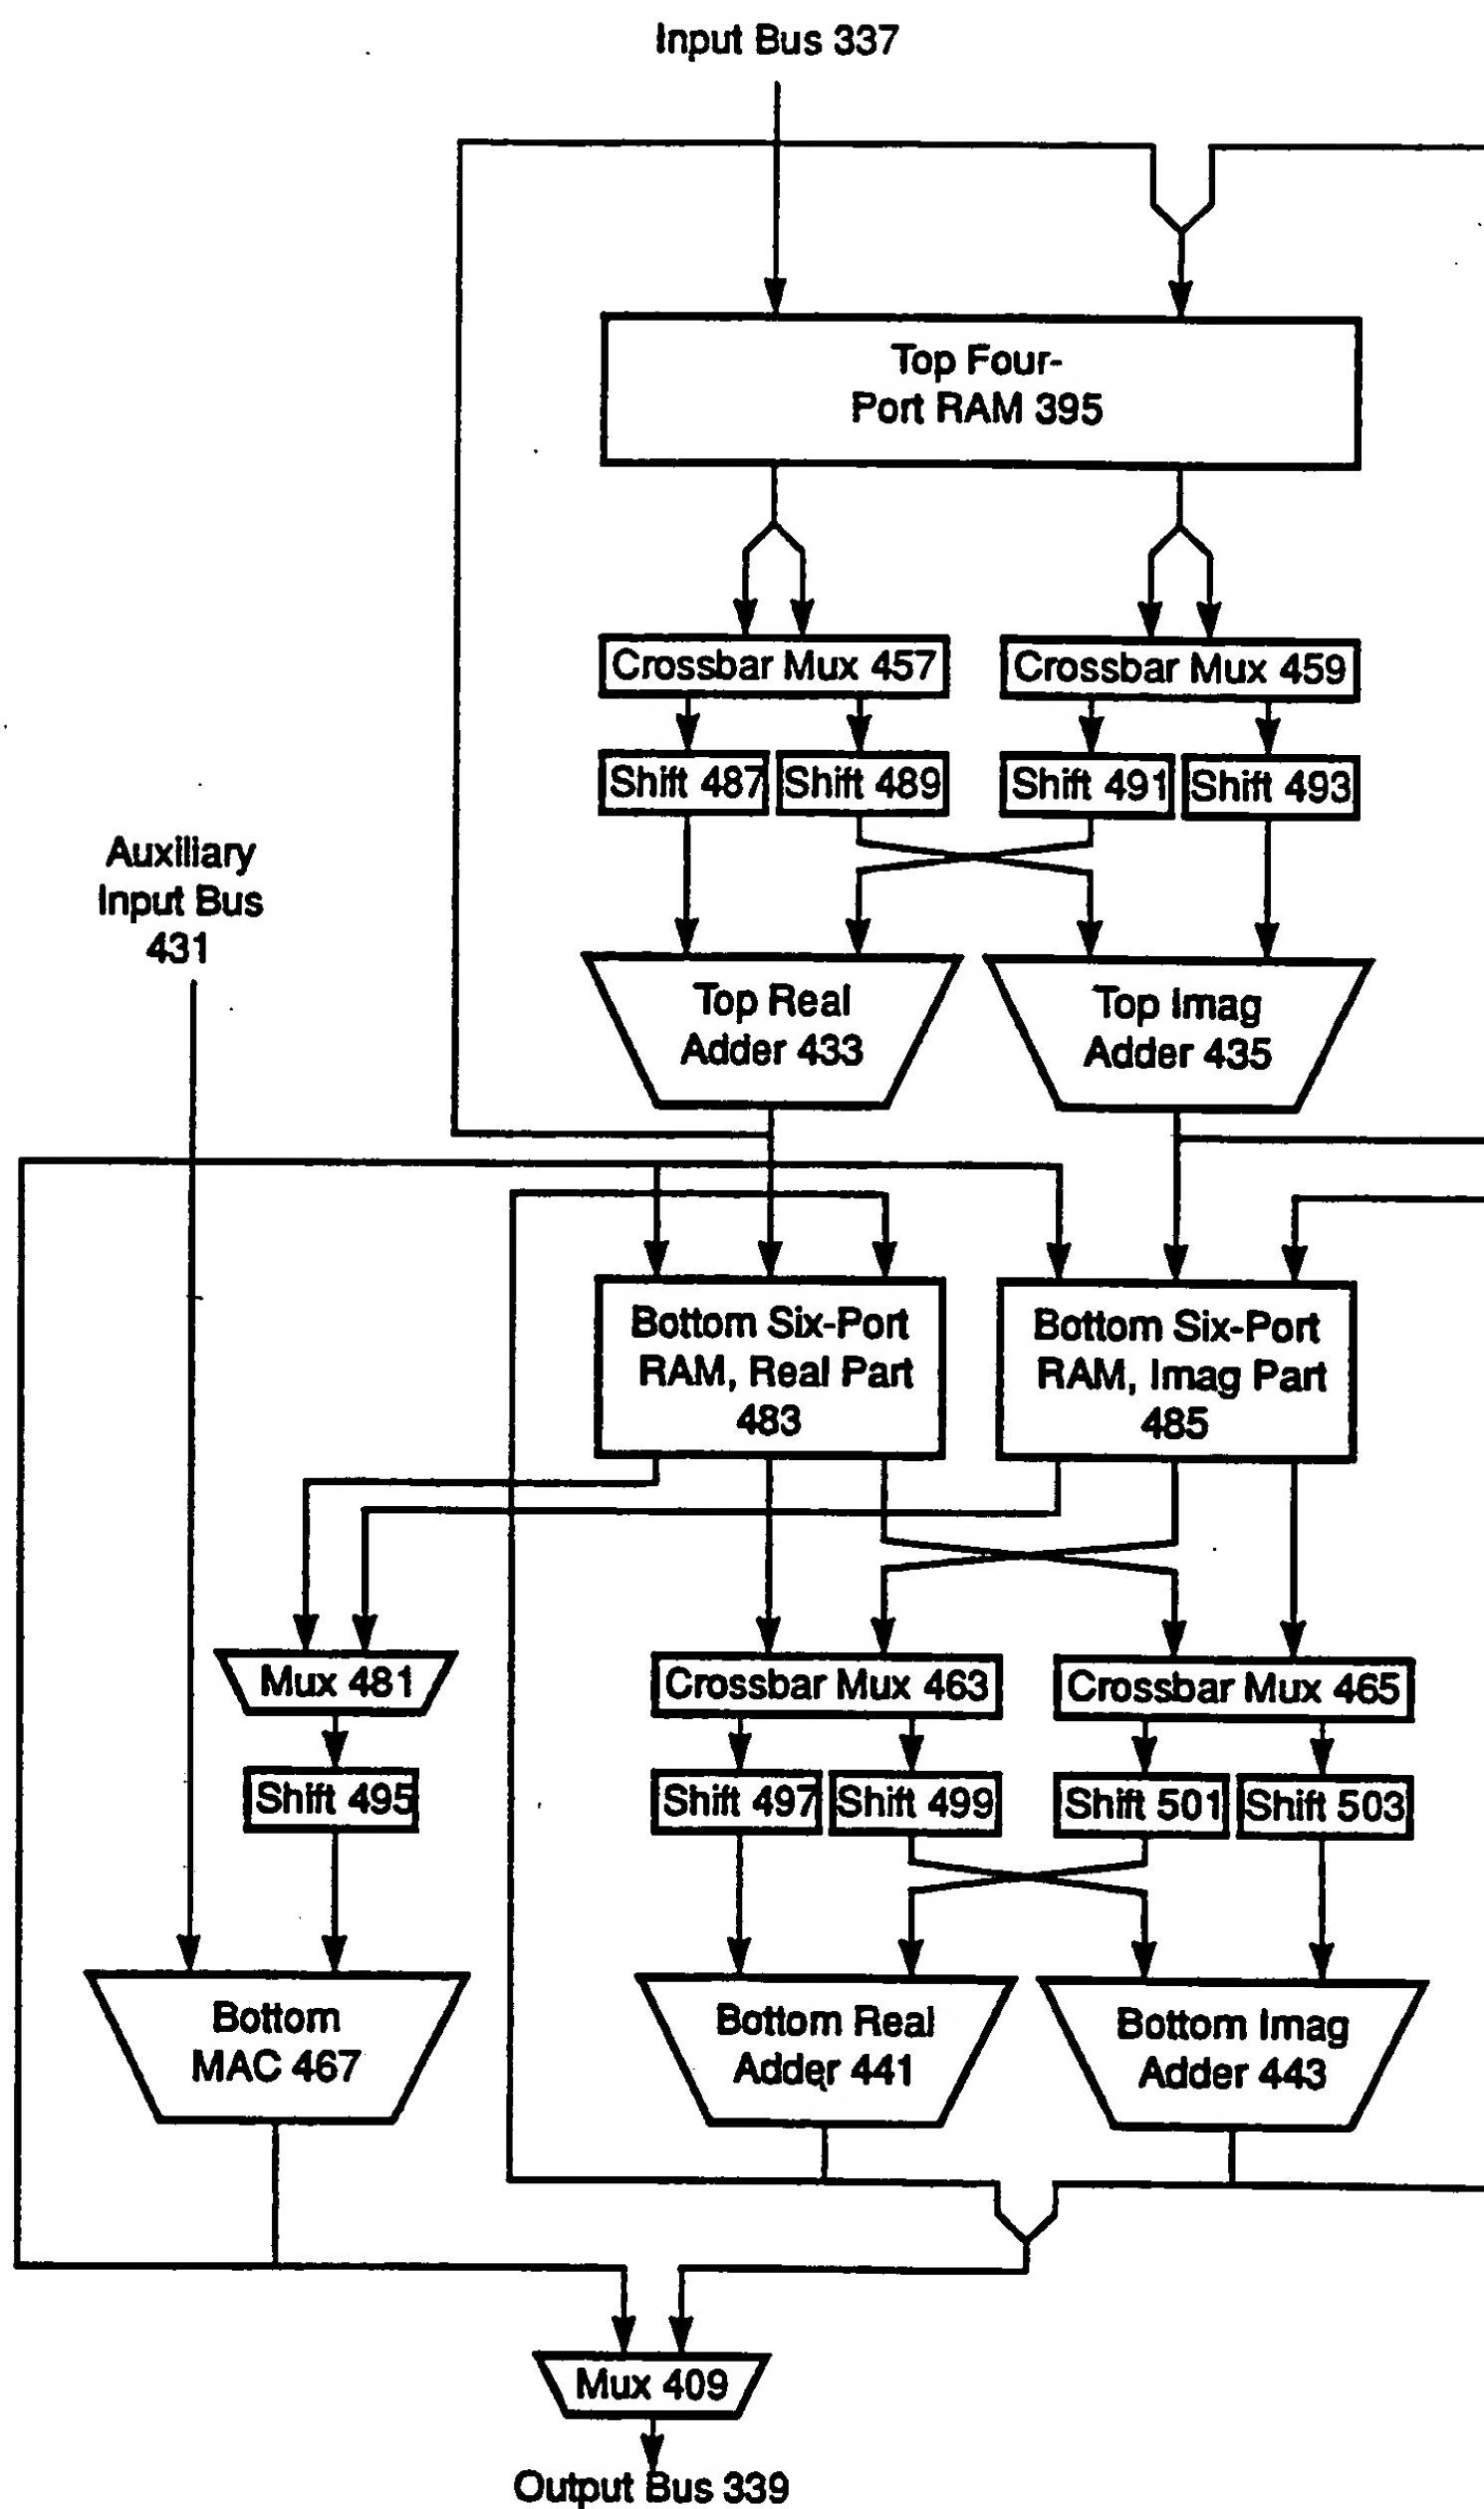 Input Bus 337
Top Four-
Port RAM 395
Crossbar Mux 457
Crossbar Mux 459
Shift 487
Shift 489
Shift 491
Shift 493
Auxiliary
Input Bus
431
Top Real
Adder 433
Top Imag
Adder 435
Bottom Six-Port
RAM, Real Part
483
Bottom Six-Port
RAM, Imag Part
485
Mux 481
Crossbar Mux 463
Crossbar Mux 465
Shift 495
Shift 497
Shift 499
Shift 501
Shift 503
Bottom
MAC 467
Bottom Real
Adder 441
Bottom Imag
Adder 443
Mux 409
Output Bus 339